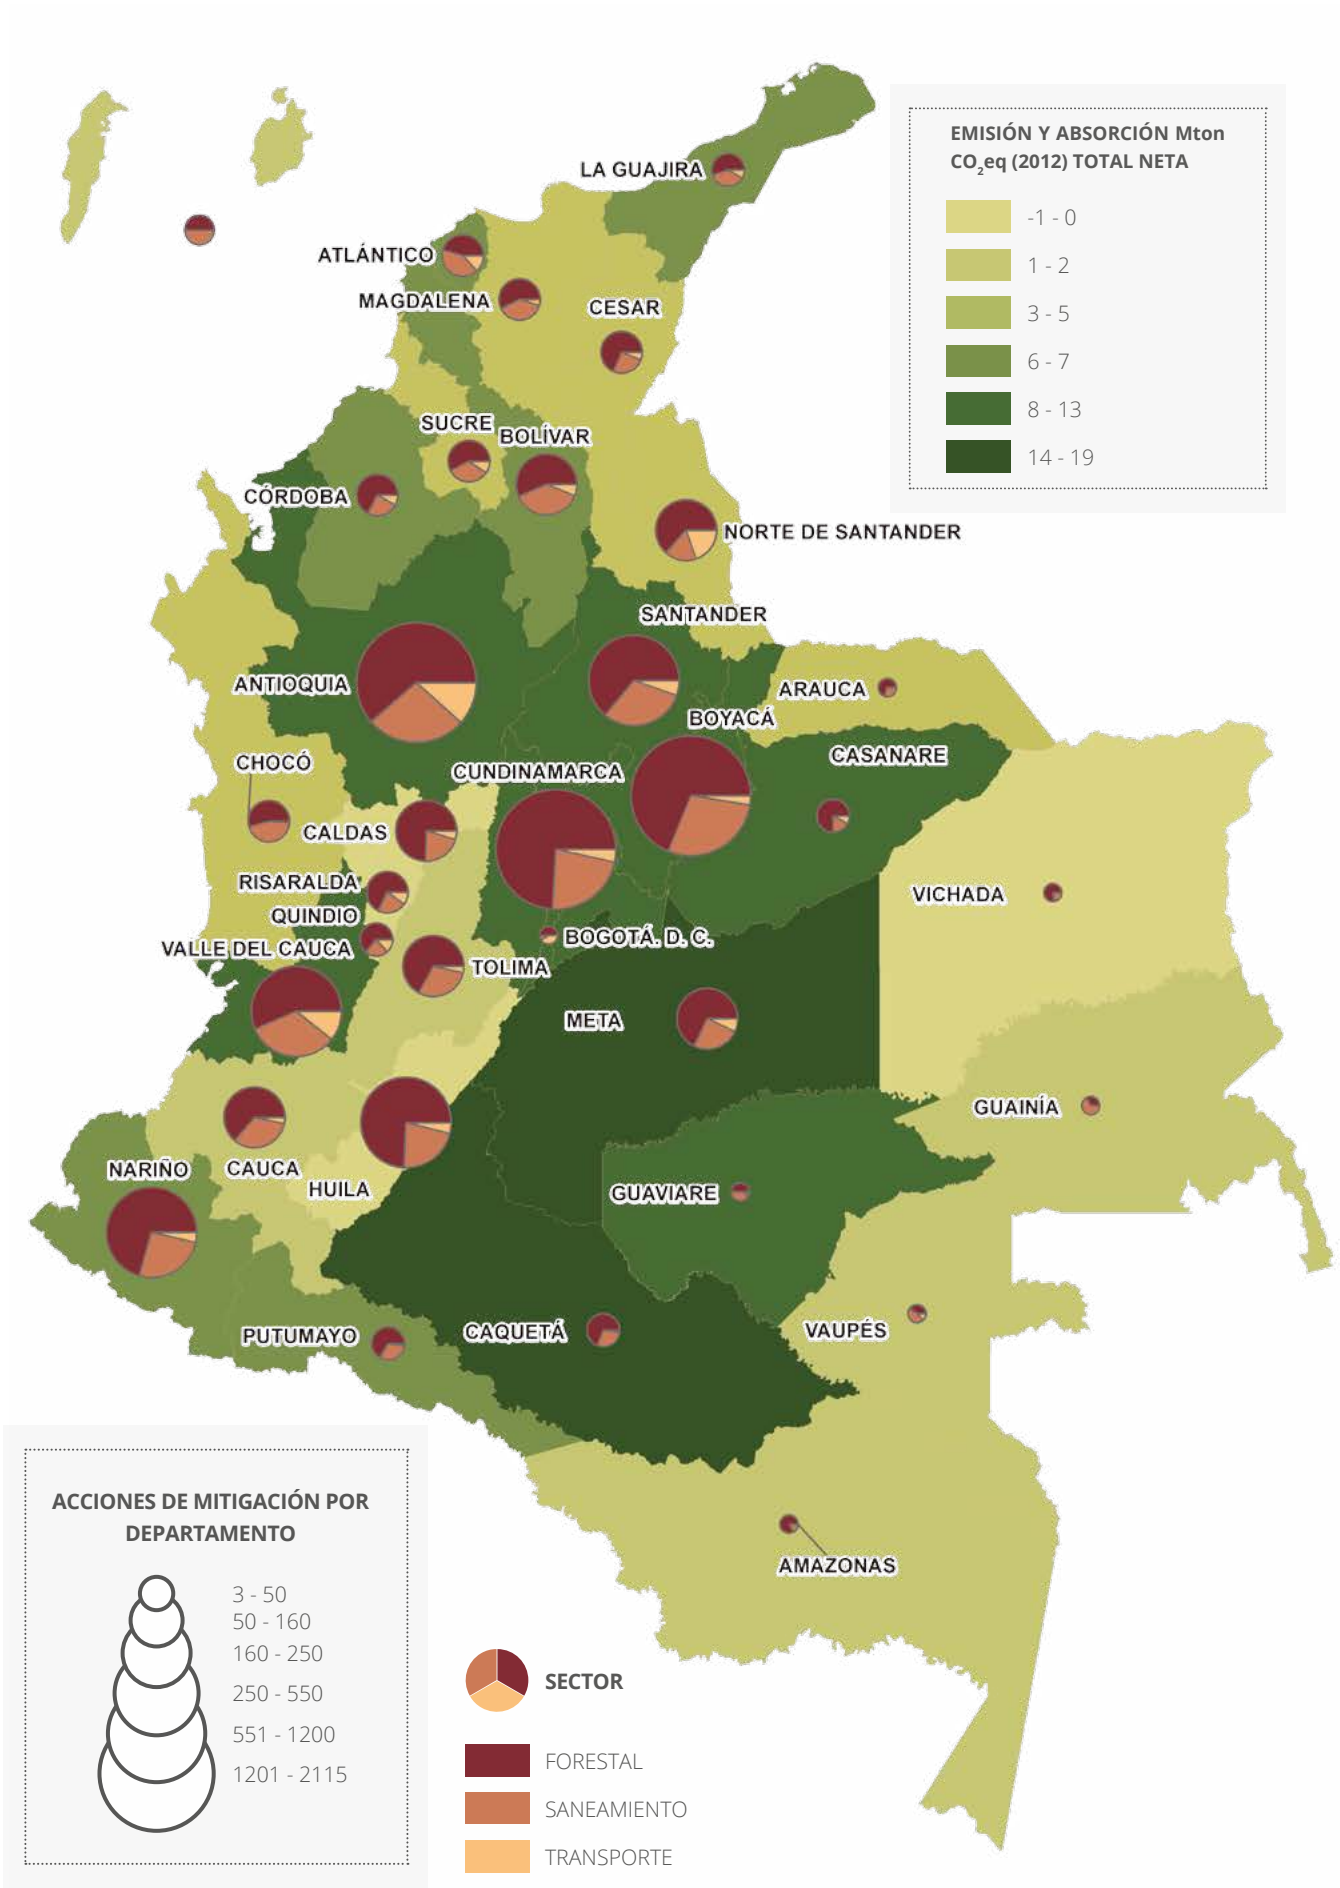 EMISIÓN Y ABSORCIÓN Mton
CO2eq (2012) TOTAL NETA
-1 - 0
1 - 2
3 - 5
6 - 7
8 - 13
14 - 19
LA GUAJIRA
ATLÁNTICO
MAGDALENA
CESAR
SUCRE
BOLÍVAR
CÓRDOBA
NORTE DE SANTANDER
SANTANDER
ANTIOQUIA
ARAUCA
BOYACÁ
CASANARE
CHOCÓ
CUNDINAMARCA
CALDAS
RISARALDA
VICHADA
QUINDIO
BOGOTÁ. D. C.
VALLE DEL CAUCA
TOLIMA
META
GUAINÍA
NARIÑO
CAUCA
HUILA
GUAVIARE
PUTUMAYO
CAQUETÁ
VAUPÉS
AMAZONAS
ACCIONES DE MITIGACIÓN POR
DEPARTAMENTO
3 - 50
50 - 160
160 - 250
250 - 550
551 - 1200
1201 - 2115
SECTOR
FORESTAL
SANEAMIENTO
TRANSPORTE